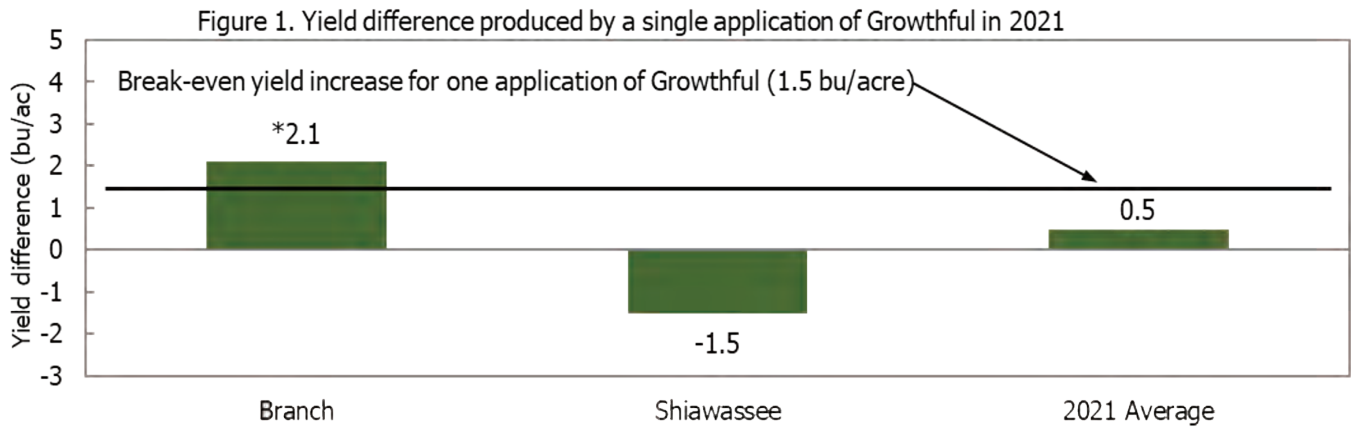 Figure 1. Yield difference produced by a single application of Growthful in 2021
Yield difference (bu/ac)
5
4
3
2
1
0
-1
-2
-3
Break-even yield increase for one application of Growthful (1.5 bu/acre)
*2.1
-1.5
0.5
Branch
Shiawassee
2021 Average